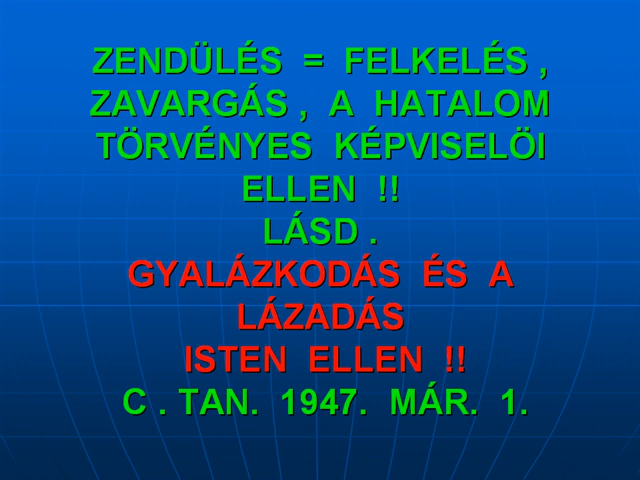 ZENDÜLÉS = FELKELÉS ,
ZAVARGÁS , A HATALOM
TÖRVÉNYES KÉPVISELÖI
ELLEN !!
LÁSD .
GYALÁZKODÁS ÉS A
LÁZADÁS
ISTEN ELLEN !!
C . TAN. 1947. MÁR. 1.